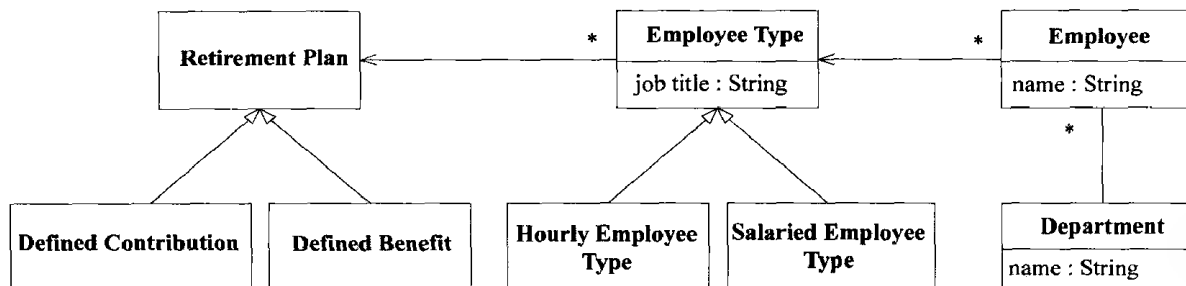 Retirement Plan
*
Employee Type
job title : String
*
Employee
name : String
*
Defined Contribution
Defined Benefit
Hourly Employee
Type
Salaried Employee
Type
Department
name : String